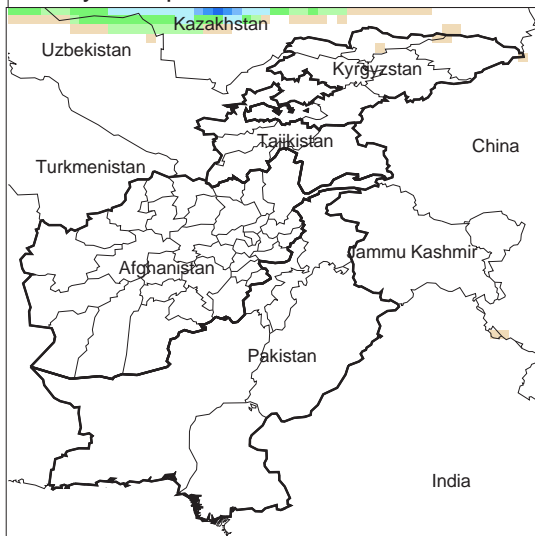 Kazakhstan
Uzbekistan
Kyrgyzstan
Tajikistan
China
Turkmenistan
Jammu Kashmir
Afghanistan
Pakistan
India